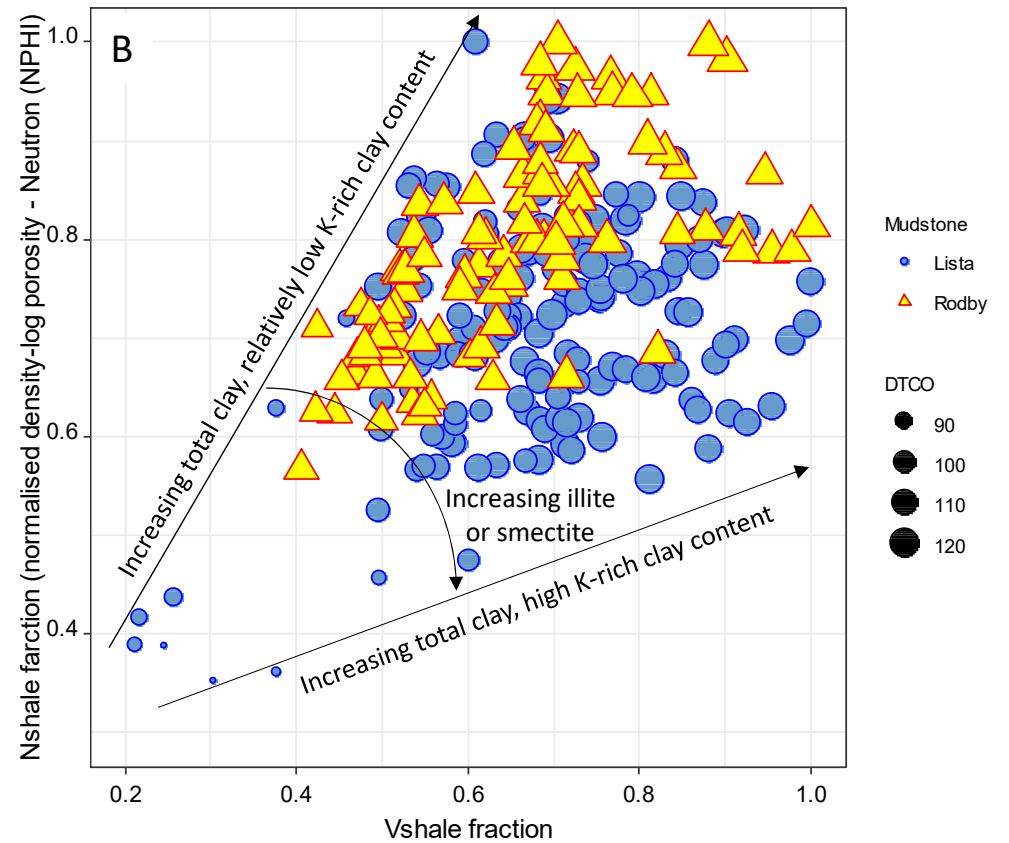 B
Nshale farction (normalised density-log porosity - Neutron (NPHI)
1.0
0.8
0.6
0.4
Increasing total clay, relatively low K-rich clay content
Increasing illite
or smectite
Increasing total clay, high K-rich clay content
0.2
0.4
0.6
0.8
1.0
Vshale fraction
Mudstone
Lista
Rodby
DTCO
90
100
110
120